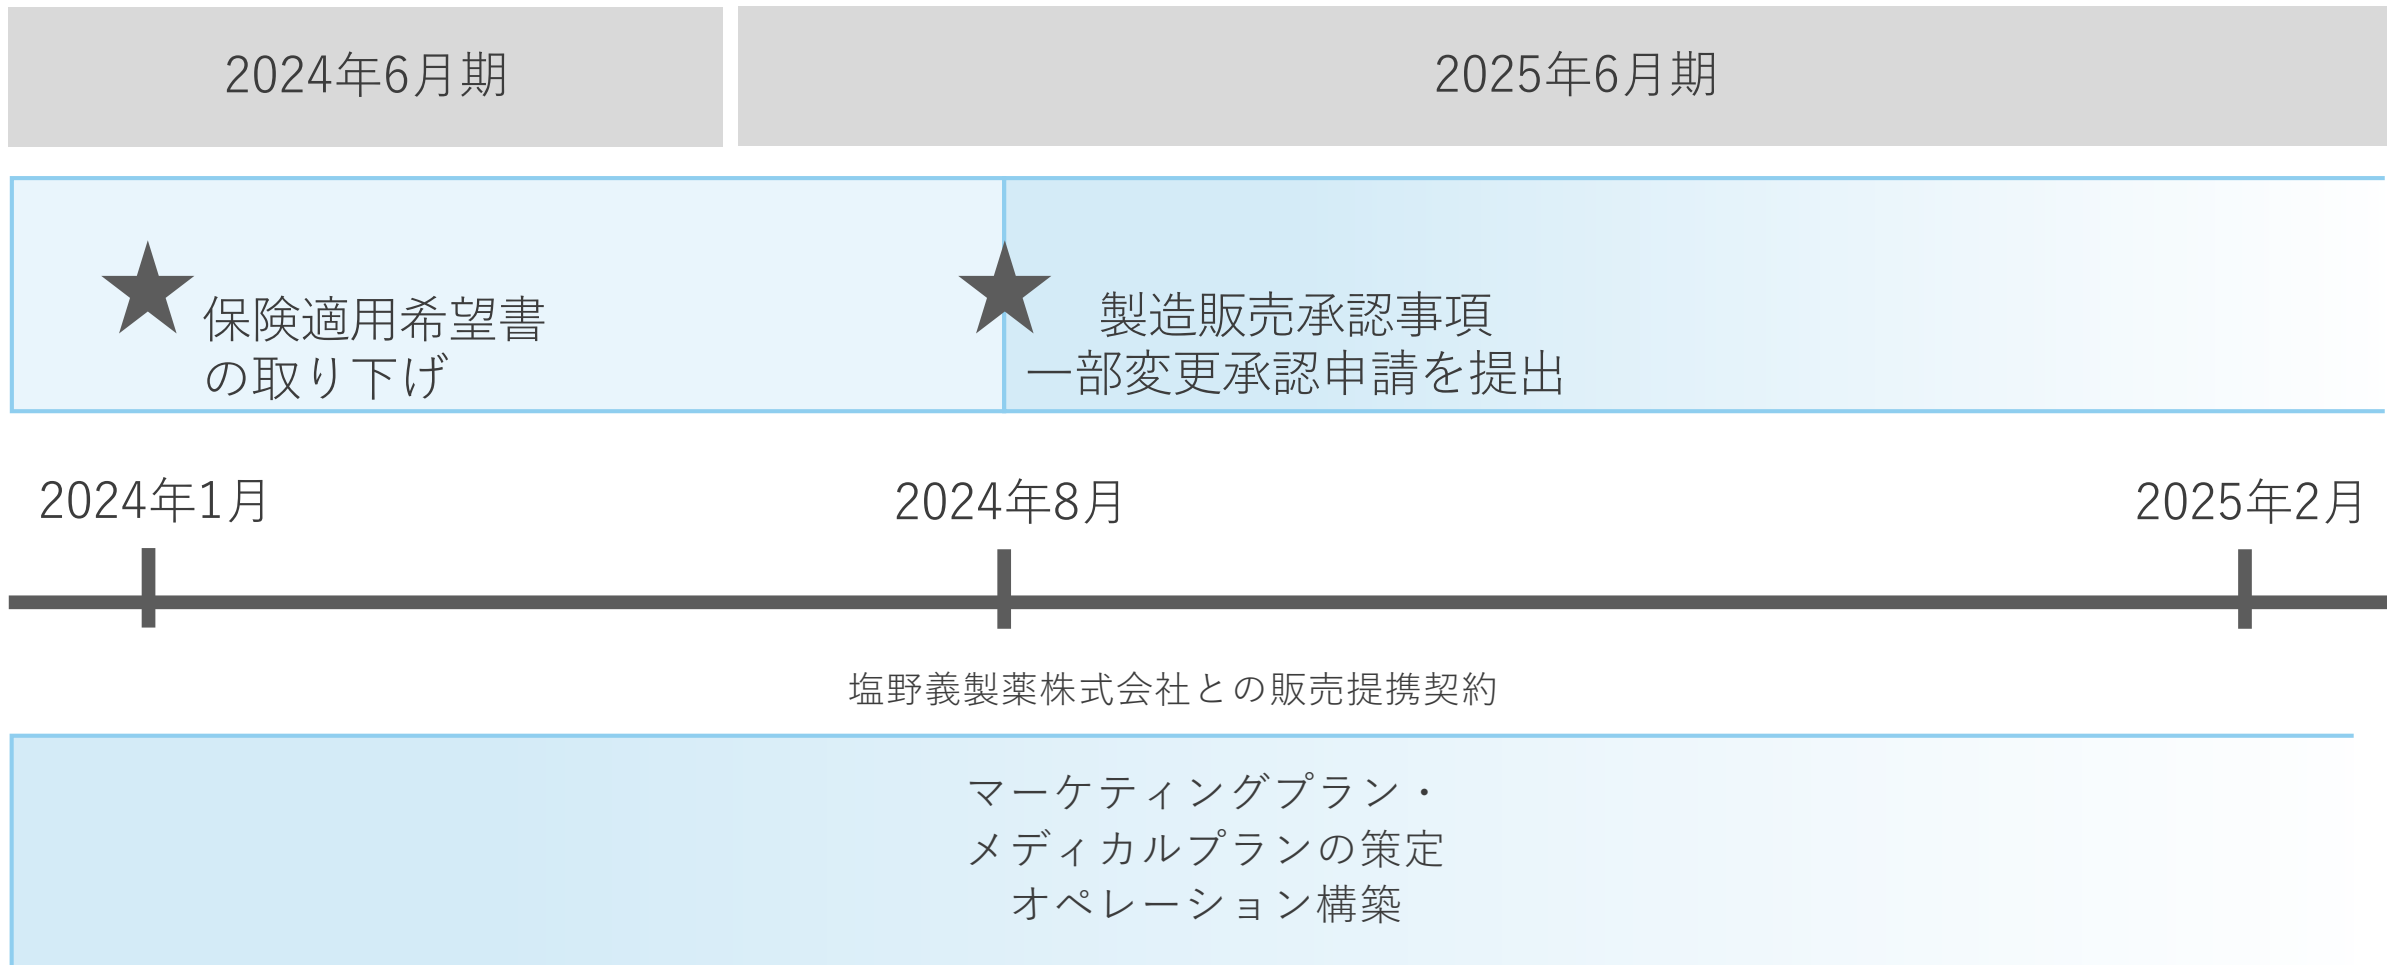 2024年6月期
2025年6月期
保険適用希望書
の取り下げ
製造販売承認事項
一部変更承認申請を提出
2024年1月
2024年8月
2025年2月
塩野義製薬株式会社との販売提携契約
マーケティングプラン・
メディカルプランの策定
オペレーション構築